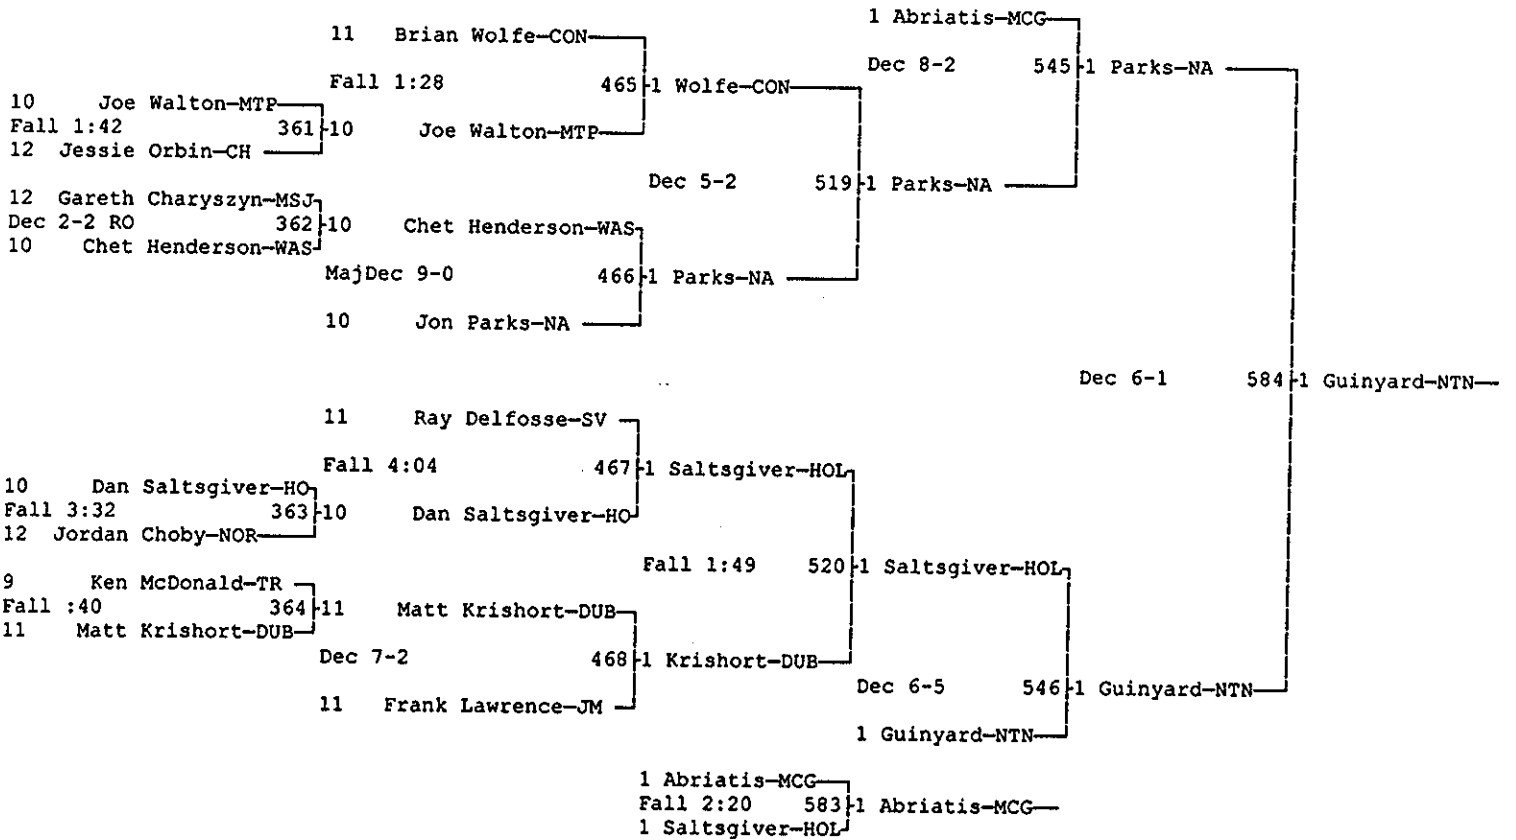 1 Abriatis-MCG
11 Brian Wolfe-CON
Dec 8-2 545 1 Parks-NA
Fall 1:28 465 1 Wolfe-CON
10 Joe Walton-MTP
Fall 1:42 361 10 Joe Walton-MTP
12 Jessie Orbin-CH
Dec 5-2 519 1 Parks-NA
12 Gareth Charyszyn-MSJ
Dec 2-2 RO 362 10 Chet Henderson-WAS
10 Chet Henderson-WAS
MajDec 9-0 466 1 Parks-NA
10 Jon Parks-NA
Dec 6-1 584 1 Guinyard-NTN
11 Ray Delfosse-SV
Fall 4:04 467 1 Saltsgiver-HOL
10 Dan Saltsgiver-HO
Fall 3:32 363 10 Dan Saltsgiver-HO
12 Jordan Choby-NOR
Fall 1:49 520 1 Saltsgiver-HOL
9 Ken McDonald-TR
Fall :40 364 11 Matt Krishort-DUB
11 Matt Krishort-DUB
Dec 7-2 468 1 Krishort-DUB
Dec 6-5 546 1 Guinyard-NTN
11 Frank Lawrence-JM
1 Guinyard-NTN
1 Abriatis-MCG
Fall 2:20 583 1 Abriatis-MCG
1 Saltsgiver-HOL